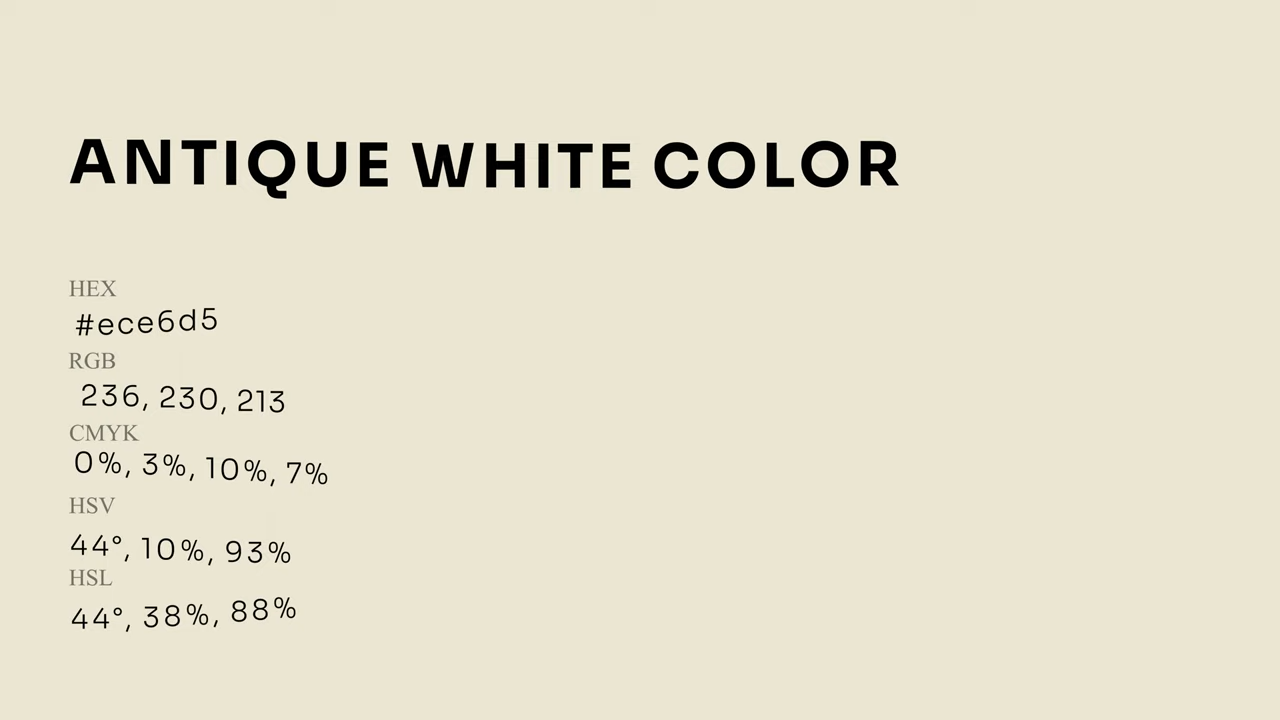 ANTIQUE WHITE COLOR
HEX
#ece6d5
RGB
236, 230, 213
CMYK
0%, 3%, 10%, 7%
HSV
44°, 10%, 93%
HSL
44°, 38%, 88%